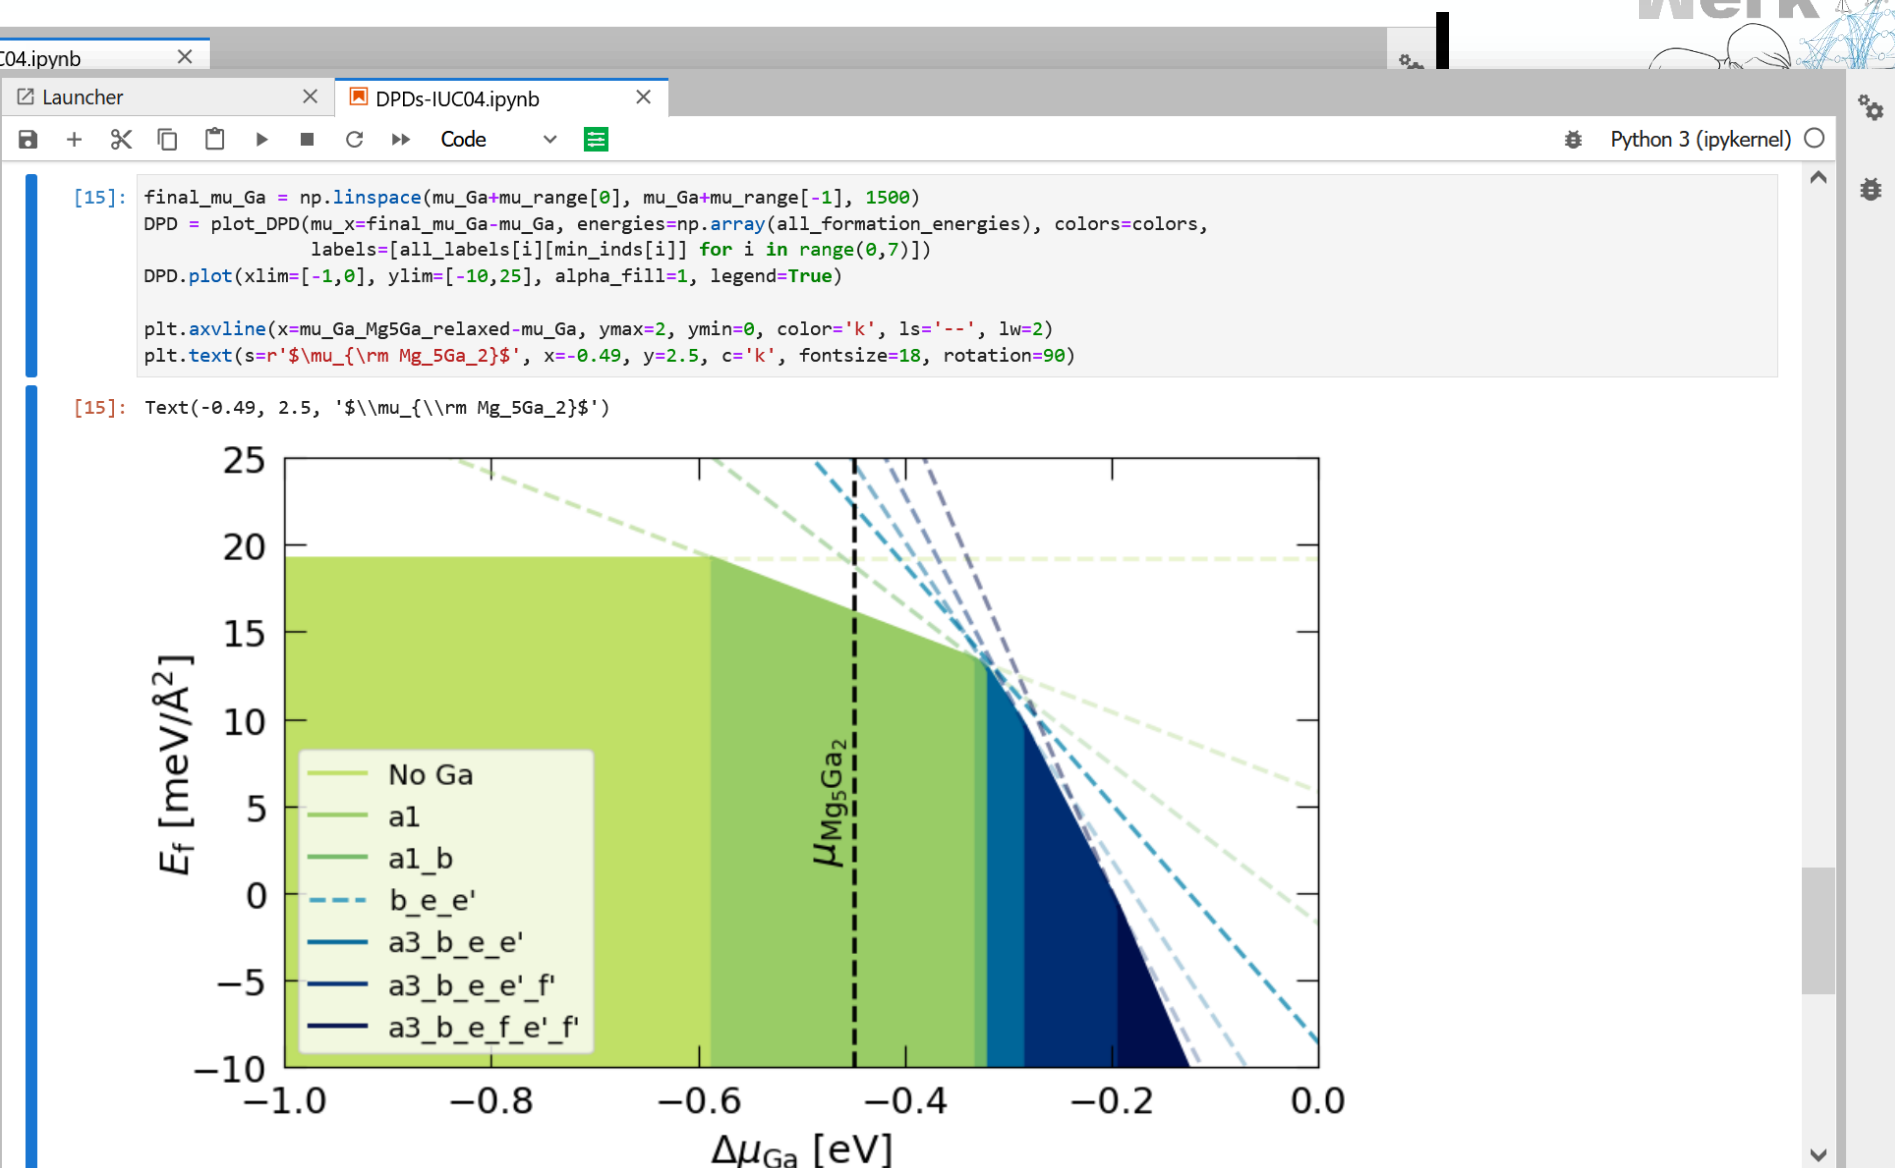 Werk
C04.ipynb
Launcher
DPDs-IUC04.ipynb
Code
Python 3 (ipykernel)
[15]:
final_mu_Ga = np.linspace(mu_Ga+mu_range[0], mu_Ga+mu_range[-1], 1500)
DPD = plot_DPD(mu_x=final_mu_Ga-mu_Ga, energies=np.array(all_formation_energies), colors=colors,
labels=[all_labels[i][min_inds[i]] for i in range(0,7)])
DPD.plot(xlim=[-1,0], ylim=[-10,25], alpha_fill=1, legend=True)
plt.axvline(x=mu_Ga_Mg5Ga_relaxed-mu_Ga, ymax=2, ymin=0, color='k', ls='--', lw=2)
plt.text(s=r'$\mu_{\rm Mg_5Ga_2}$', x=-0.49, y=2.5, c='k', fontsize=18, rotation=90)
[15]:
Text(-0.49, 2.5, '$\\mu_{\\rm Mg_5Ga_2}$')
25
20
15
10
5
0
−5
−10
E_f [meV/Å²]
μ_Mg₅Ga₂
No Ga
a1
a1_b
b_e_e'
a3_b_e_e'
a3_b_e_e'_f'
a3_b_e_f_e'_f'
−1.0
−0.8
−0.6
−0.4
−0.2
0.0
Δμ_Ga [eV]